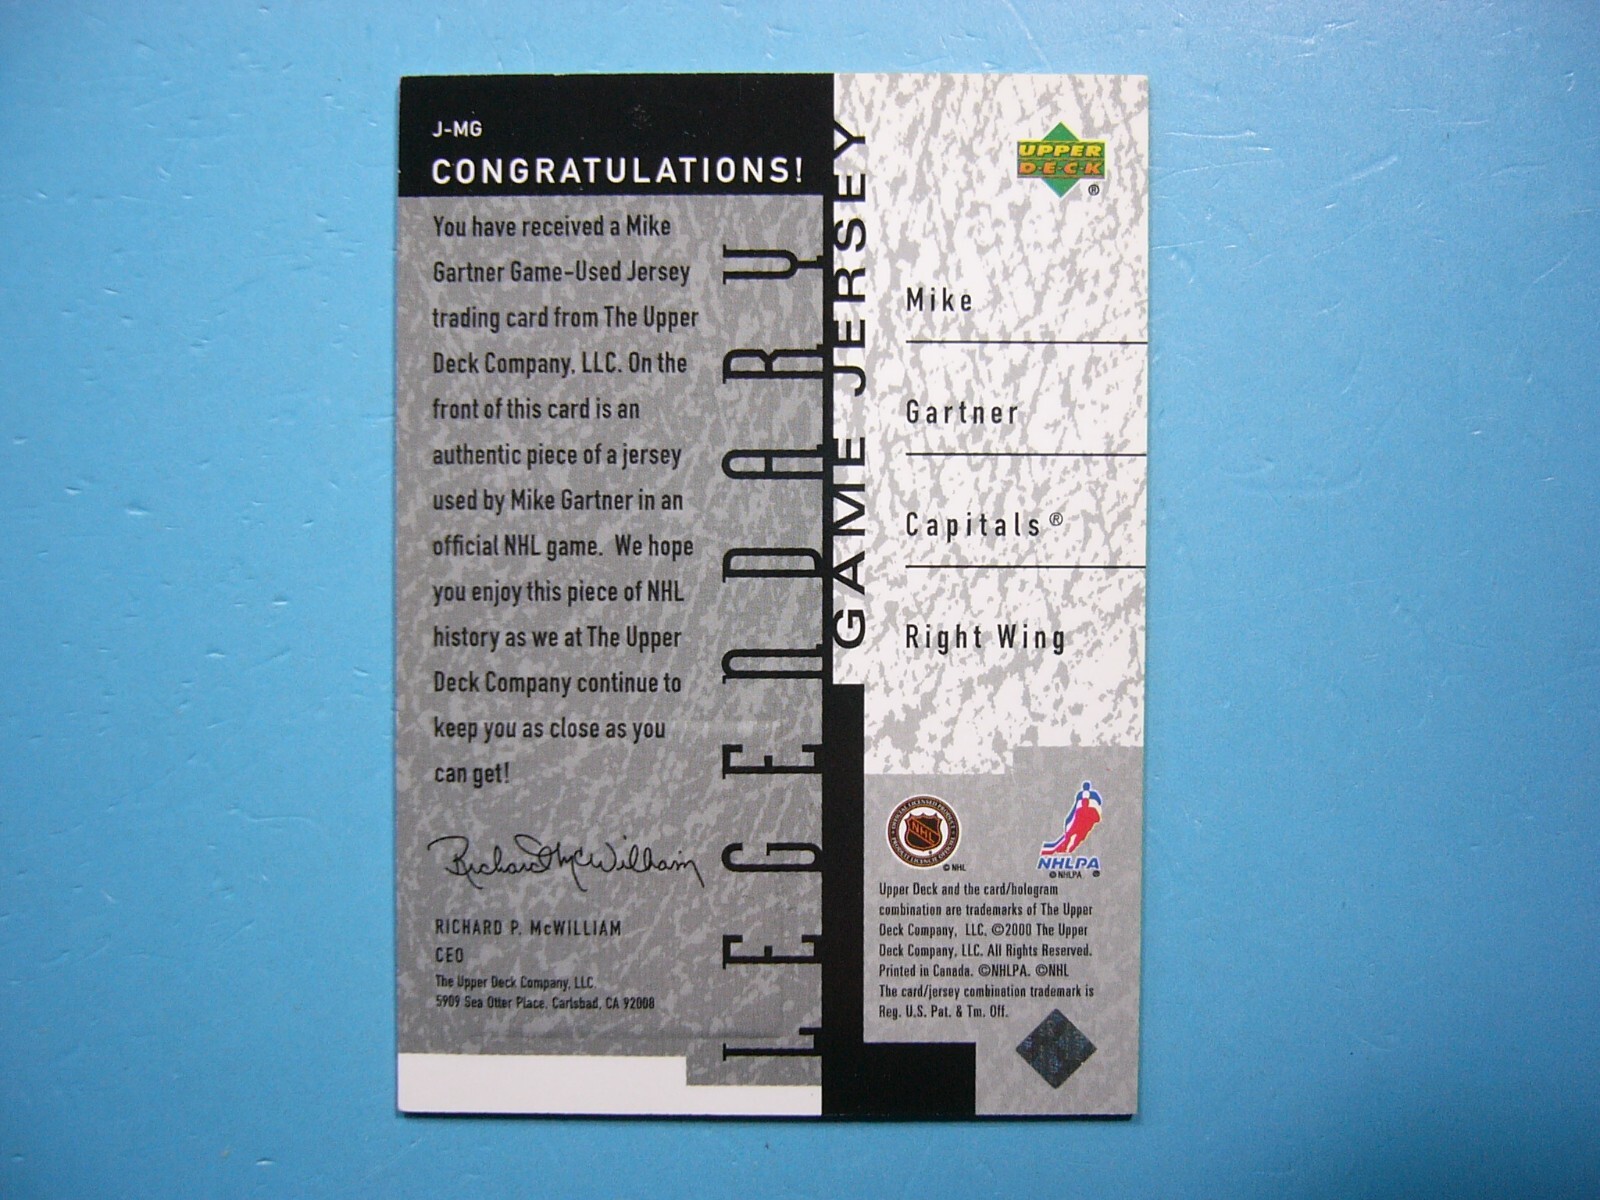 J-MG
CONGRATULATIONS!
You have received a Mike
Gartner Game-Used Jersey
trading card from The Upper
Deck Company, LLC. On the
front of this card is an
authentic piece of a jersey
used by Mike Gartner in an
official NHL game. We hope
you enjoy this piece of NHL
history as we at The Upper
Deck Company continue to
keep you as close as you
can get!
Richard McWilliam
RICHARD P. McWILLIAM
CEO
The Upper Deck Company, LLC
5909 Sea Otter Place, Carlsbad, CA 92008
LEGENDARY
GAME JERSEY
UPPER
D·E·C·K
®
Mike
Gartner
Capitals®
Right Wing
NHL
© NHL
NHLPA
© NHLPA ®
Upper Deck and the card/hologram
combination are trademarks of The Upper
Deck Company, LLC. ©2000 The Upper
Deck Company, LLC. All Rights Reserved.
Printed in Canada. ©NHLPA. ©NHL
The card/jersey combination trademark is
Reg. U.S. Pat. & Tm. Off.